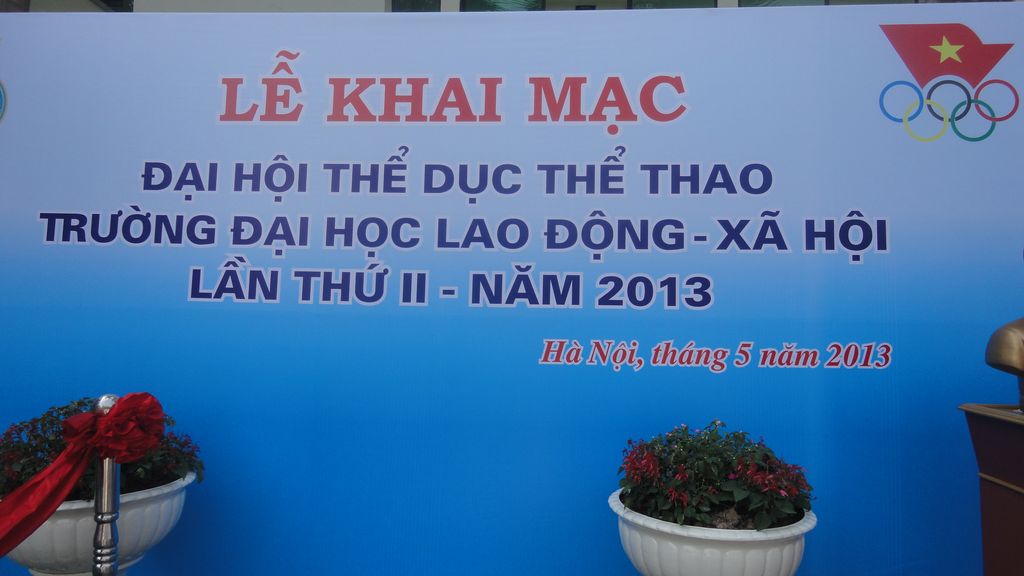 LỄ KHAI MẠC
ĐẠI HỘI THỂ DỤC THỂ THAO
TRƯỜNG ĐẠI HỌC LAO ĐỘNG - XÃ HỘI
LẦN THỨ II - NĂM 2013
Hà Nội, tháng 5 năm 2013